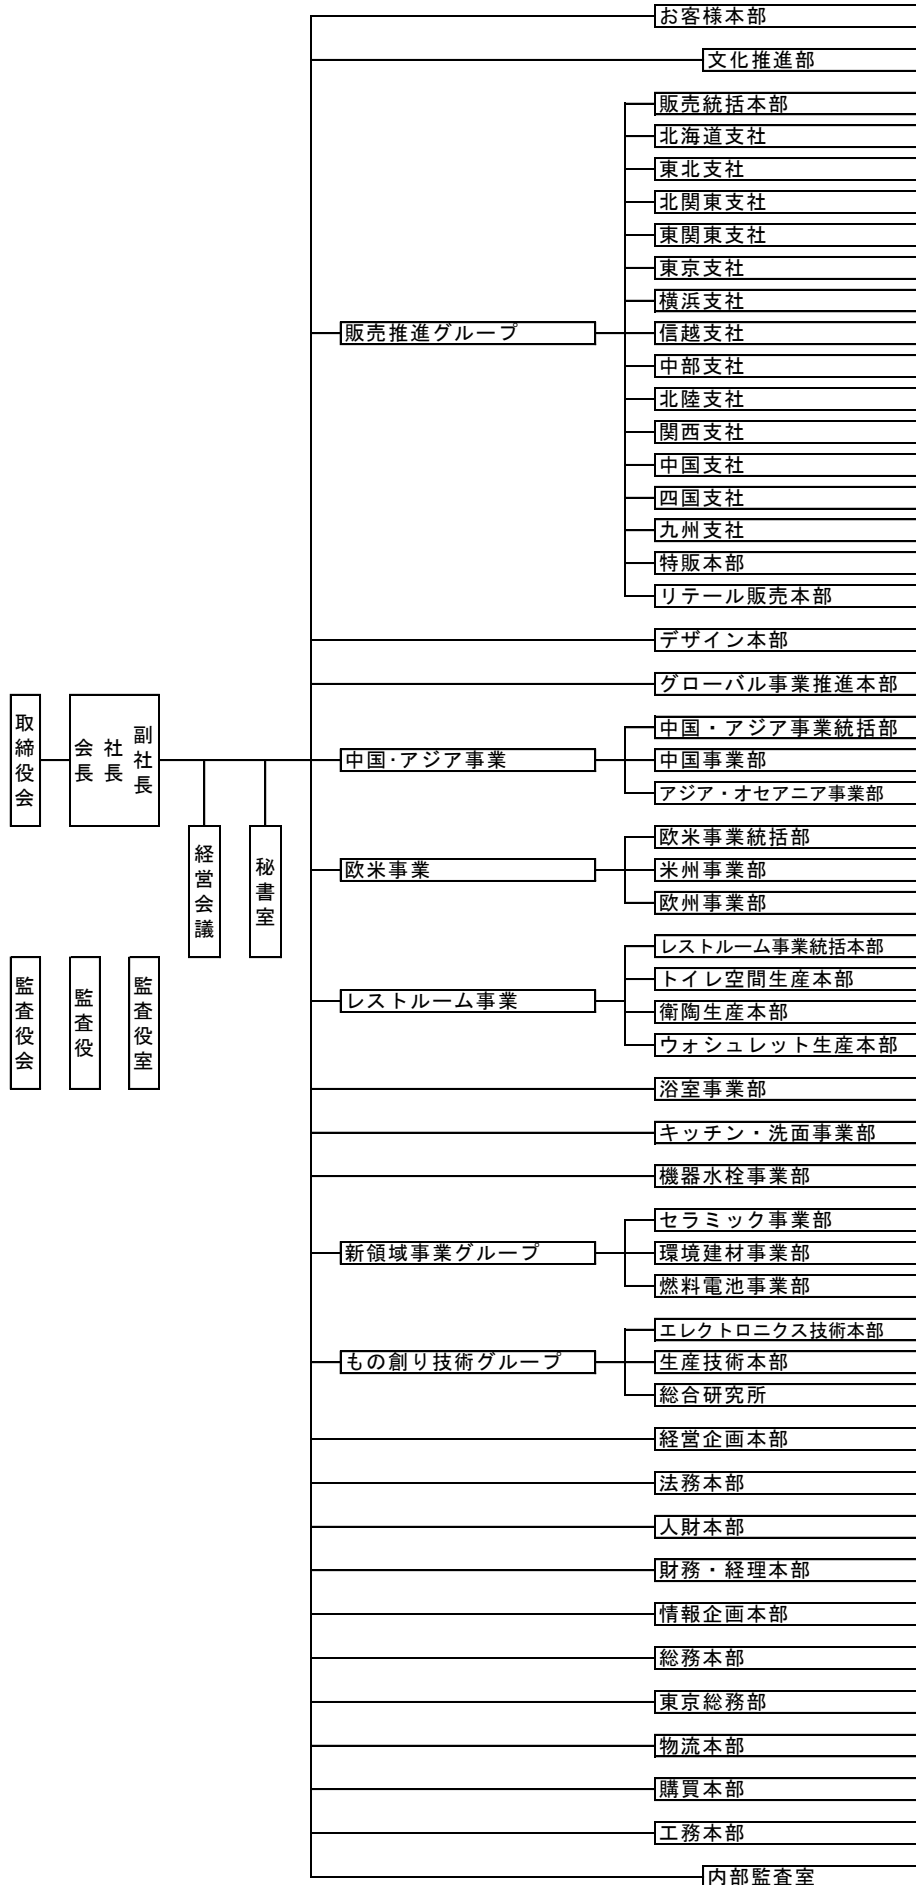 お客様本部
文化推進部
販売推進グループ
販売統括本部
北海道支社
東北支社
北関東支社
東関東支社
東京支社
横浜支社
信越支社
中部支社
北陸支社
関西支社
中国支社
四国支社
九州支社
特販本部
リテール販売本部
デザイン本部
グローバル事業推進本部
取締役会
会長
社長
副社長
経営会議
秘書室
監査役会
監査役
監査役室
中国・アジア事業
中国・アジア事業統括部
中国事業部
アジア・オセアニア事業部
欧米事業
欧米事業統括部
米州事業部
欧州事業部
レストルーム事業
レストルーム事業統括本部
トイレ空間生産本部
衛陶生産本部
ウォシュレット生産本部
浴室事業部
キッチン・洗面事業部
機器水栓事業部
新領域事業グループ
セラミック事業部
環境建材事業部
燃料電池事業部
もの創り技術グループ
エレクトロニクス技術本部
生産技術本部
総合研究所
経営企画本部
法務本部
人財本部
財務・経理本部
情報企画本部
総務本部
東京総務部
物流本部
購買本部
工務本部
内部監査室